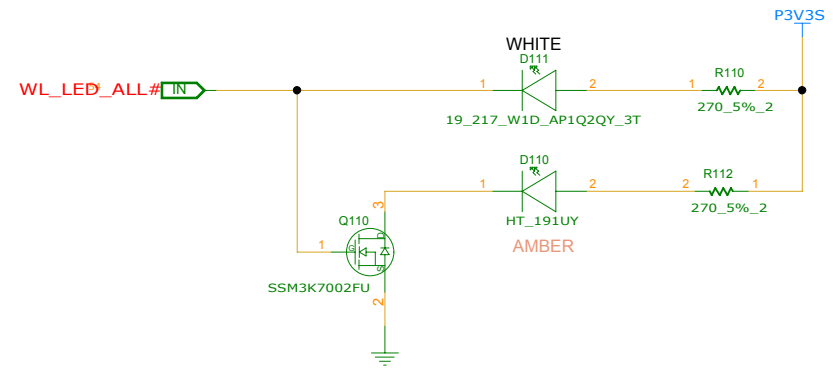 P3V3S
WHITE
D111
WL_LED_ALL#
IN
1
2
R110
1
2
19_217_W1D_AP1Q2QY_3T
270_5%_2
D110
1
2
R112
2
1
HT_191UY
270_5%_2
AMBER
3
Q110
1
G
D
S
SSM3K7002FU
2